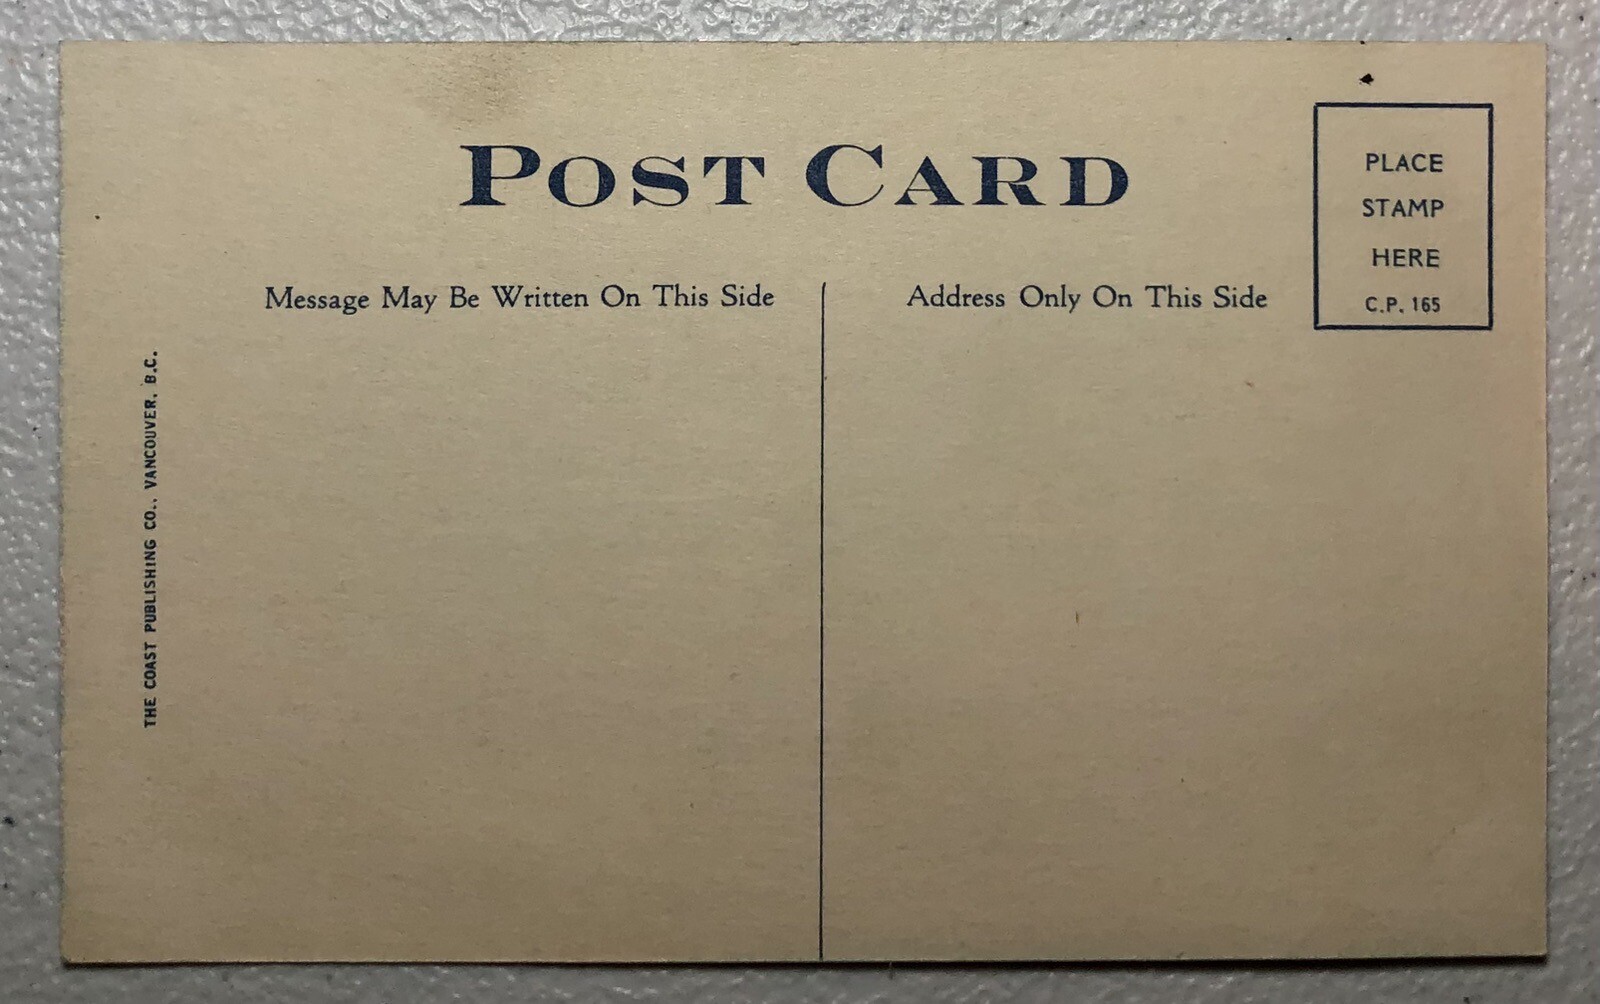 POST CARD
PLACE
STAMP
HERE
C.P. 165
Message May Be Written On This Side
Address Only On This Side
THE COAST PUBLISHING CO., VANCOUVER, B.C.